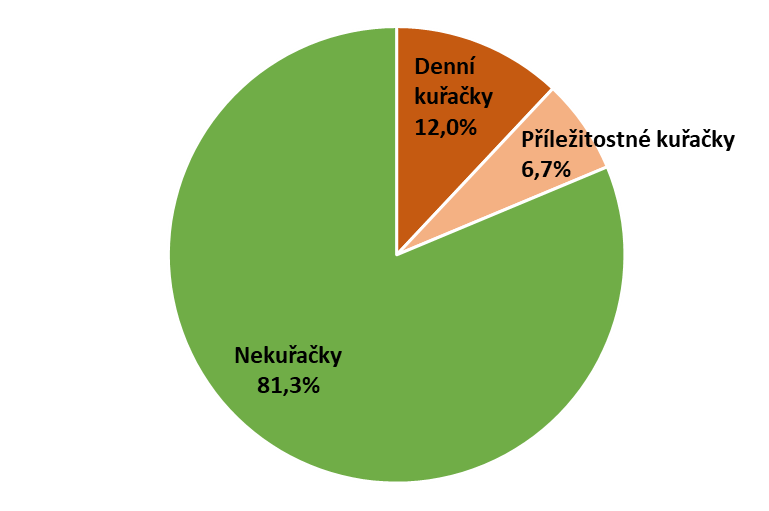 Denní
kuřačky
12,0%
Příležitostné kuřačky
6,7%
Nekuřačky
81,3%